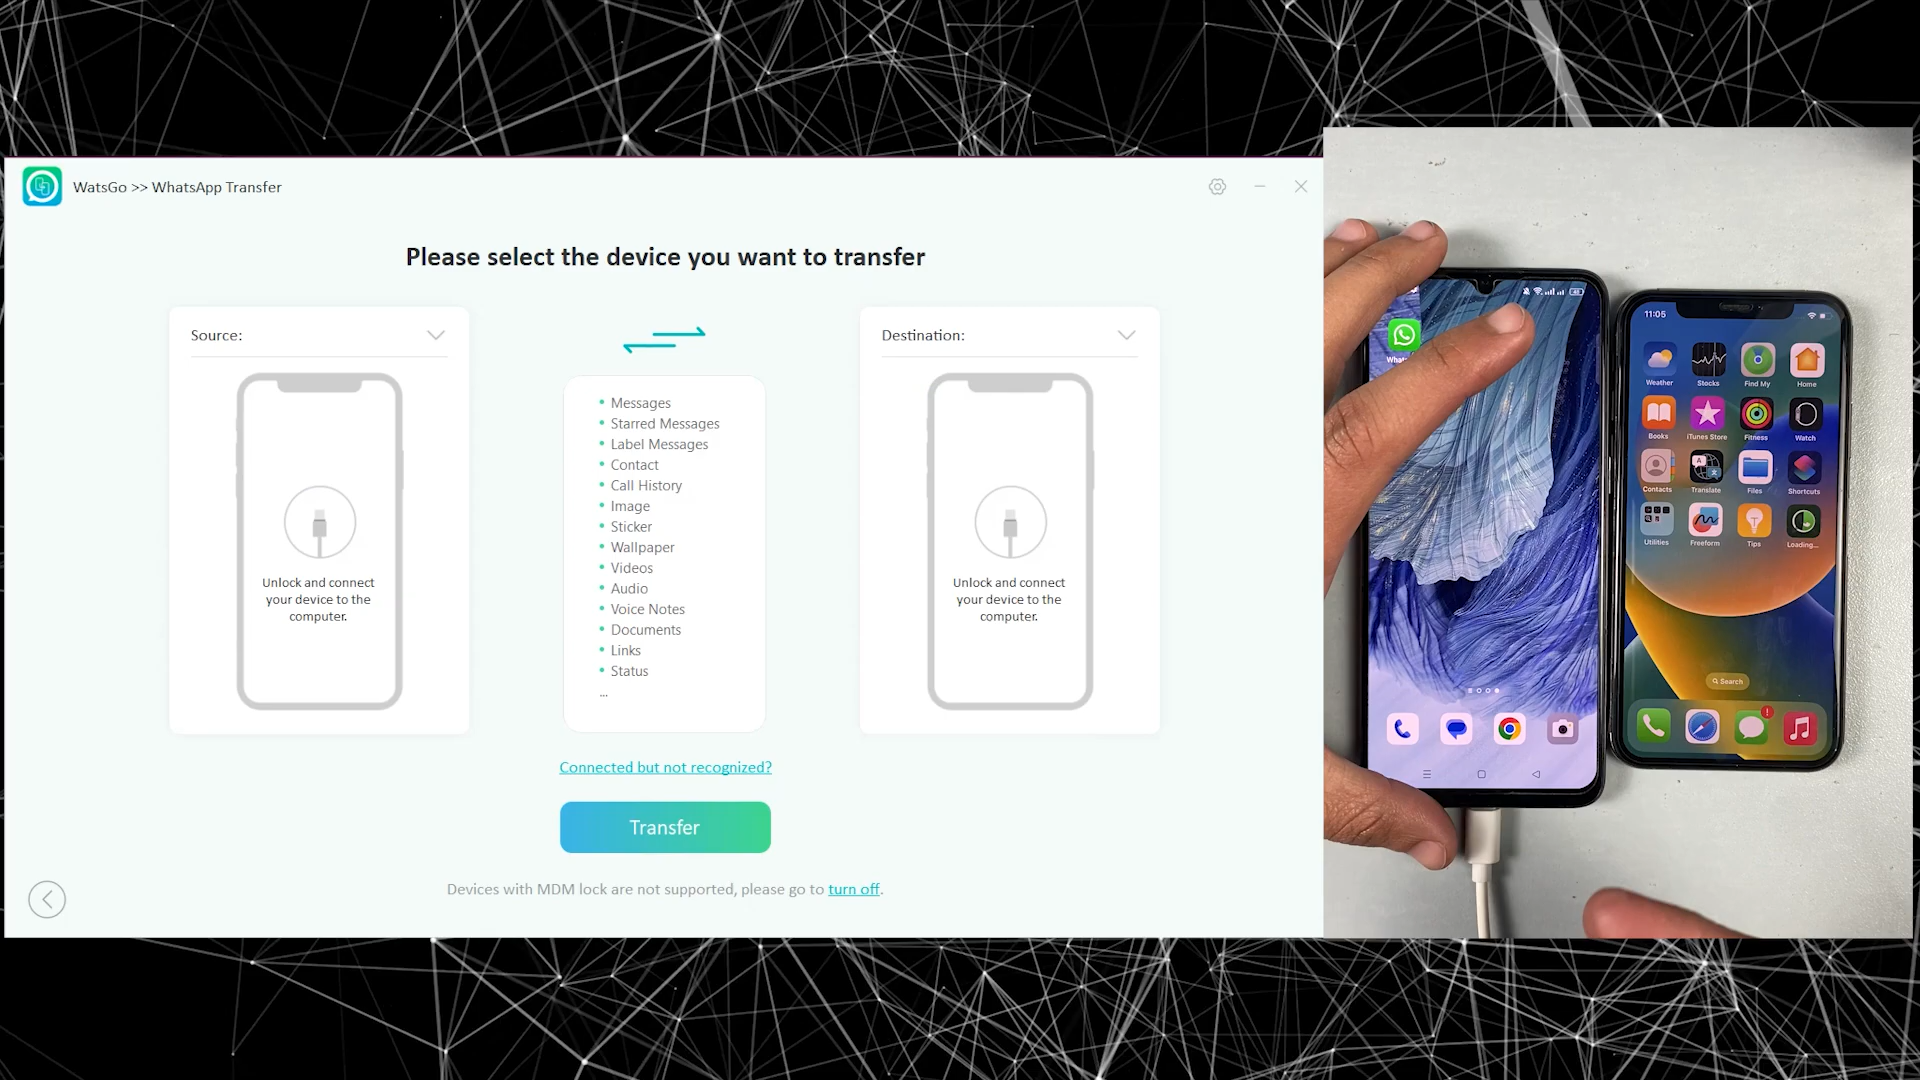 WatsGo >> WhatsApp Transfer
Please select the device you want to transfer
Source:
Unlock and connect
your device to the
computer.
• Messages
• Starred Messages
• Label Messages
• Contact
• Call History
• Image
• Sticker
• Wallpaper
• Videos
• Audio
• Voice Notes
• Documents
• Links
• Status
...
Destination:
Unlock and connect
your device to the
computer.
Connected but not recognized?
Transfer
Devices with MDM lock are not supported, please go to turn off.
11:05
Weather Stocks Find My Home
Books iTunes Store Fitness Watch
Contacts Translate Files Shortcuts
Utilities Freeform Tips Loading...
Search